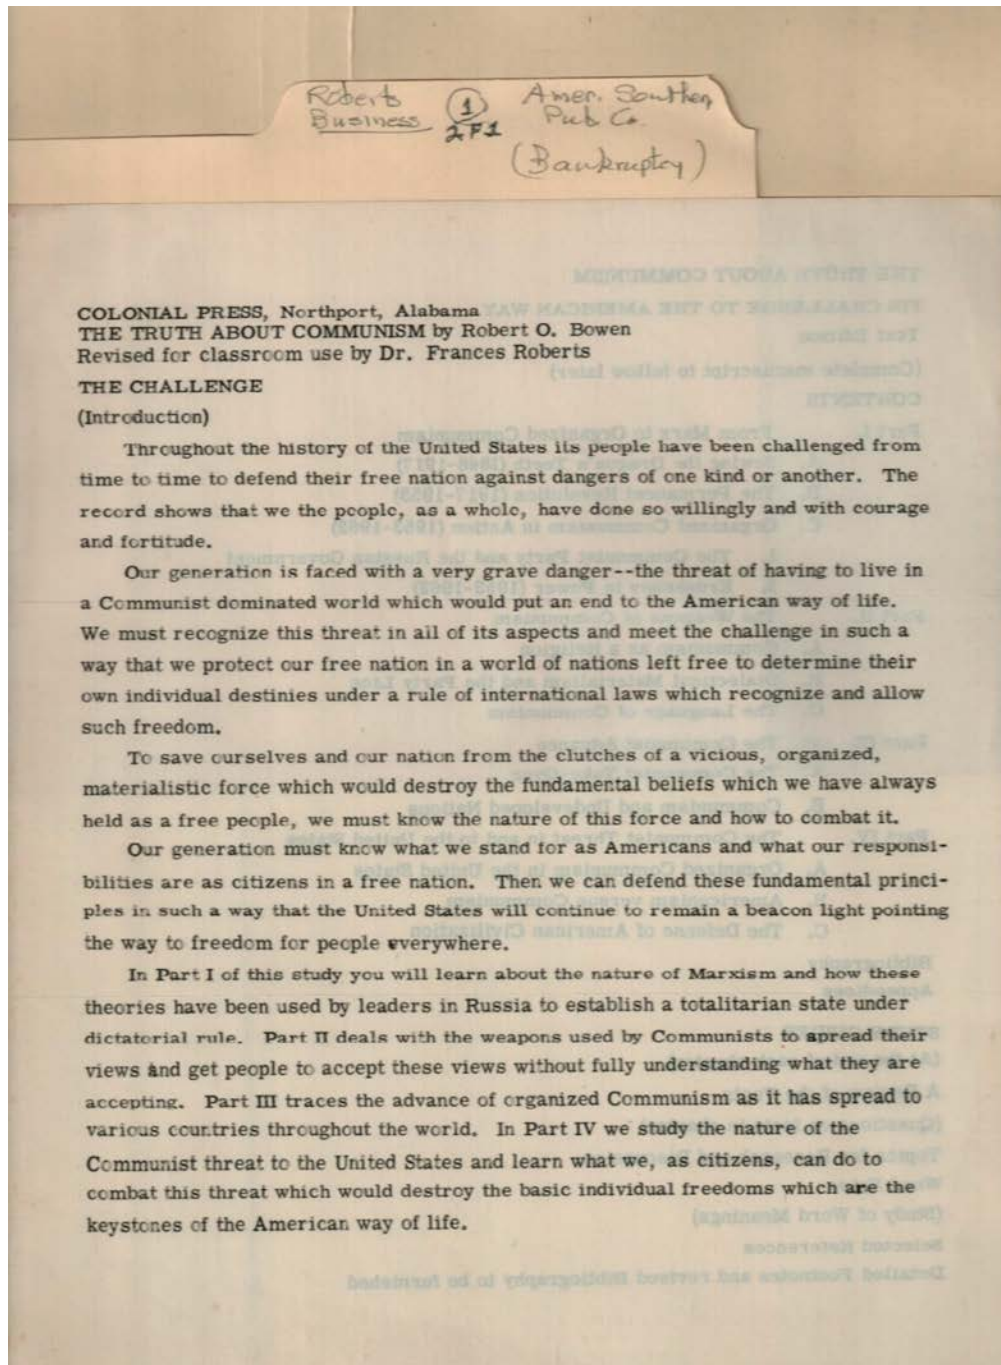 Roberts
Business
1
2F1
Amer. Southern
Pub Co.
(Bankruptcy)
COLONIAL PRESS, Northport, Alabama
THE TRUTH ABOUT COMMUNISM by Robert O. Bowen
Revised for classroom use by Dr. Frances Roberts
THE CHALLENGE
(Introduction)
Throughout the history of the United States its people have been challenged from
time to time to defend their free nation against dangers of one kind or another. The
record shows that we the people, as a whole, have done so willingly and with courage
and fortitude.
Our generation is faced with a very grave danger--the threat of having to live in
a Communist dominated world which would put an end to the American way of life.
We must recognize this threat in all of its aspects and meet the challenge in such a
way that we protect our free nation in a world of nations left free to determine their
own individual destinies under a rule of international laws which recognize and allow
such freedom.
To save ourselves and our nation from the clutches of a vicious, organized,
materialistic force which would destroy the fundamental beliefs which we have always
held as a free people, we must know the nature of this force and how to combat it.
Our generation must know what we stand for as Americans and what our responsi-
bilities are as citizens in a free nation. Then we can defend these fundamental princi-
ples in such a way that the United States will continue to remain a beacon light pointing
the way to freedom for people everywhere.
In Part I of this study you will learn about the nature of Marxism and how these
theories have been used by leaders in Russia to establish a totalitarian state under
dictatorial rule. Part II deals with the weapons used by Communists to spread their
views and get people to accept these views without fully understanding what they are
accepting. Part III traces the advance of organized Communism as it has spread to
various countries throughout the world. In Part IV we study the nature of the
Communist threat to the United States and learn what we, as citizens, can do to
combat this threat which would destroy the basic individual freedoms which are the
keystones of the American way of life.